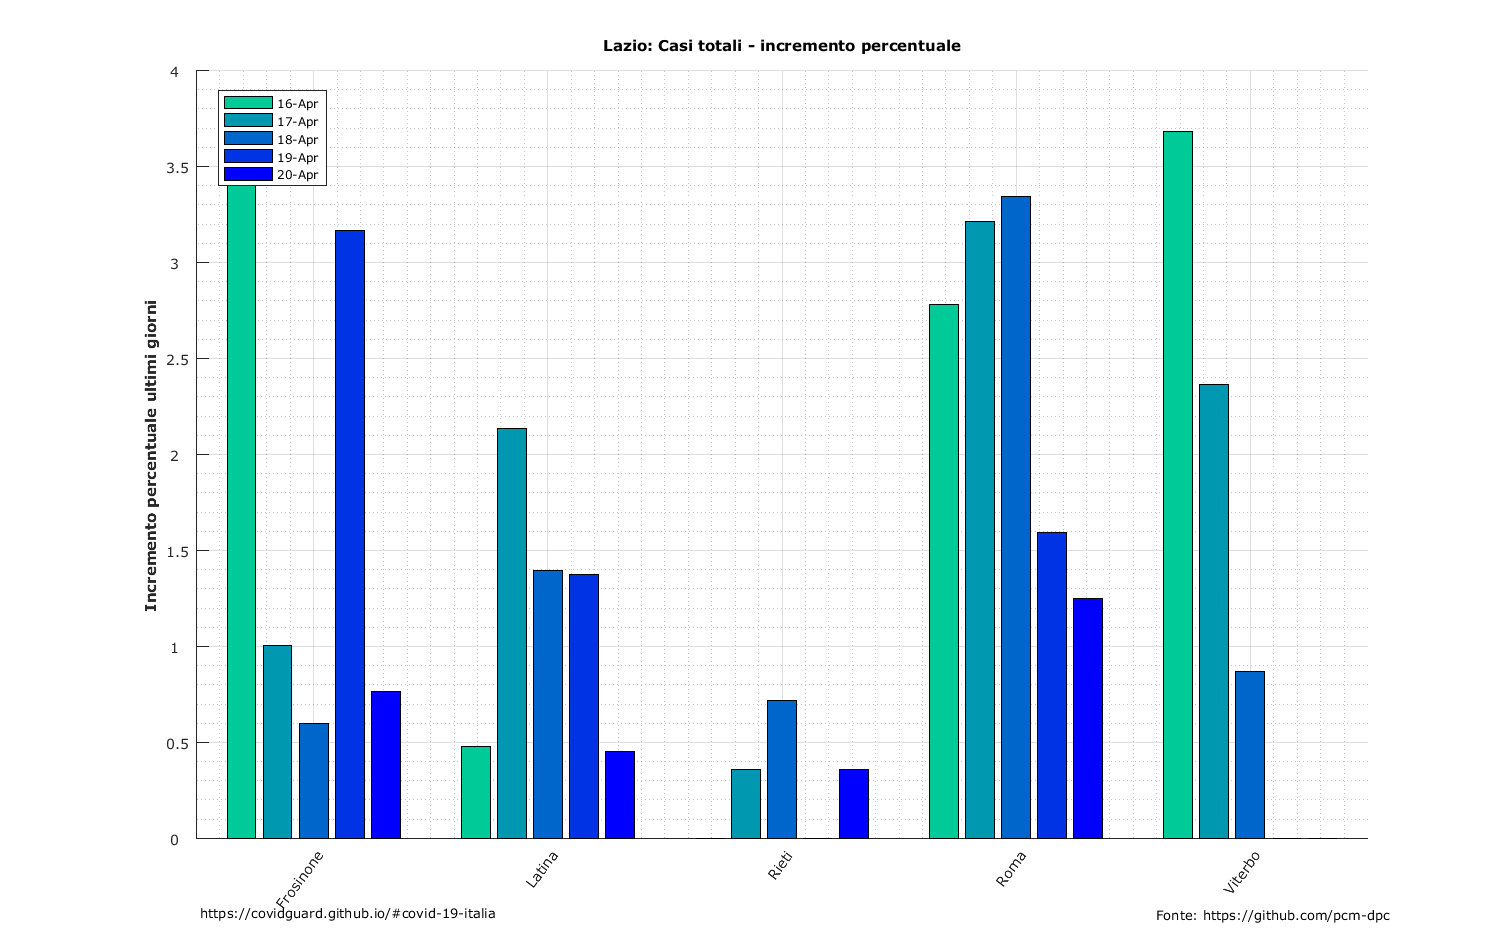 Lazio: Casi totali - incremento percentuale
4
3.5
3
2.5
2
1.5
1
0.5
0
Incremento percentuale ultimi giorni
16-Apr
17-Apr
18-Apr
19-Apr
20-Apr
Frosinone
Latina
Rieti
Roma
Viterbo
https://covidguard.github.io/#covid-19-italia
Fonte: https://github.com/pcm-dpc